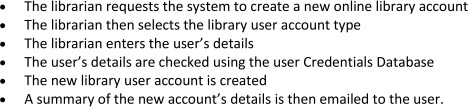 • The librarian requests the system to create a new online library account
• The librarian then selects the library user account type
• The librarian enters the user’s details
• The user’s details are checked using the user Credentials Database
• The new library user account is created
• A summary of the new account’s details is then emailed to the user.